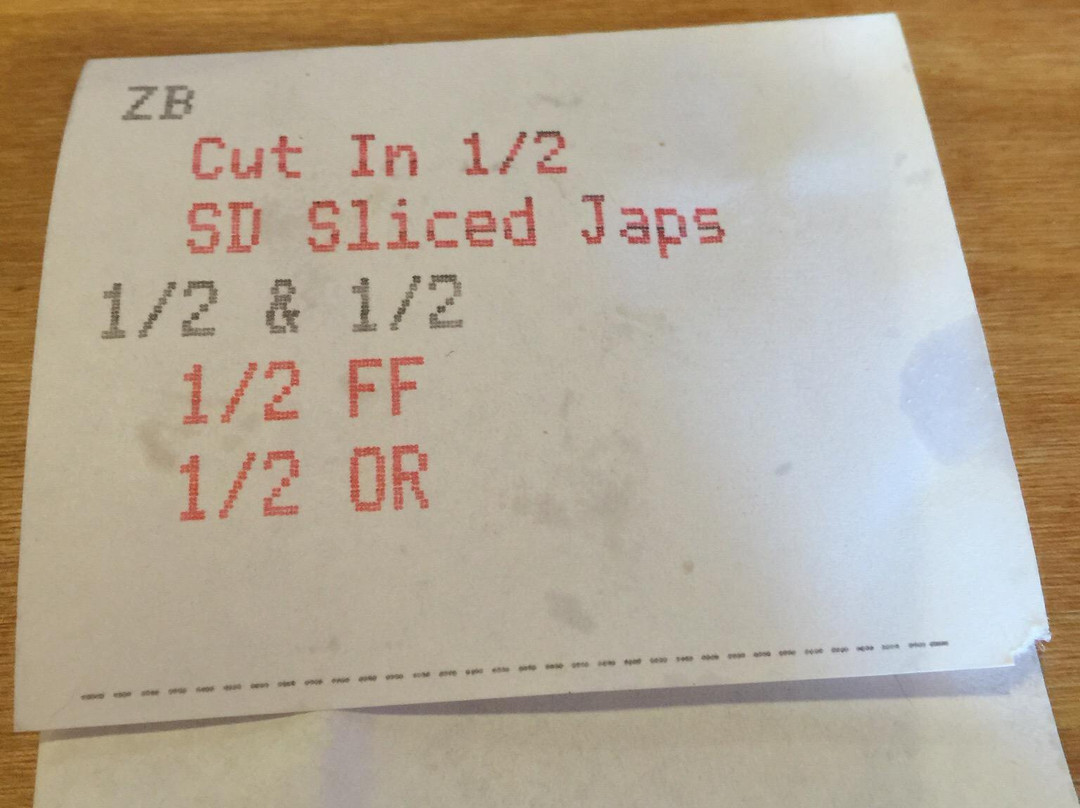 ZB
Cut In 1/2
SD Sliced Japs
1/2 & 1/2
1/2 FF
1/2 OR